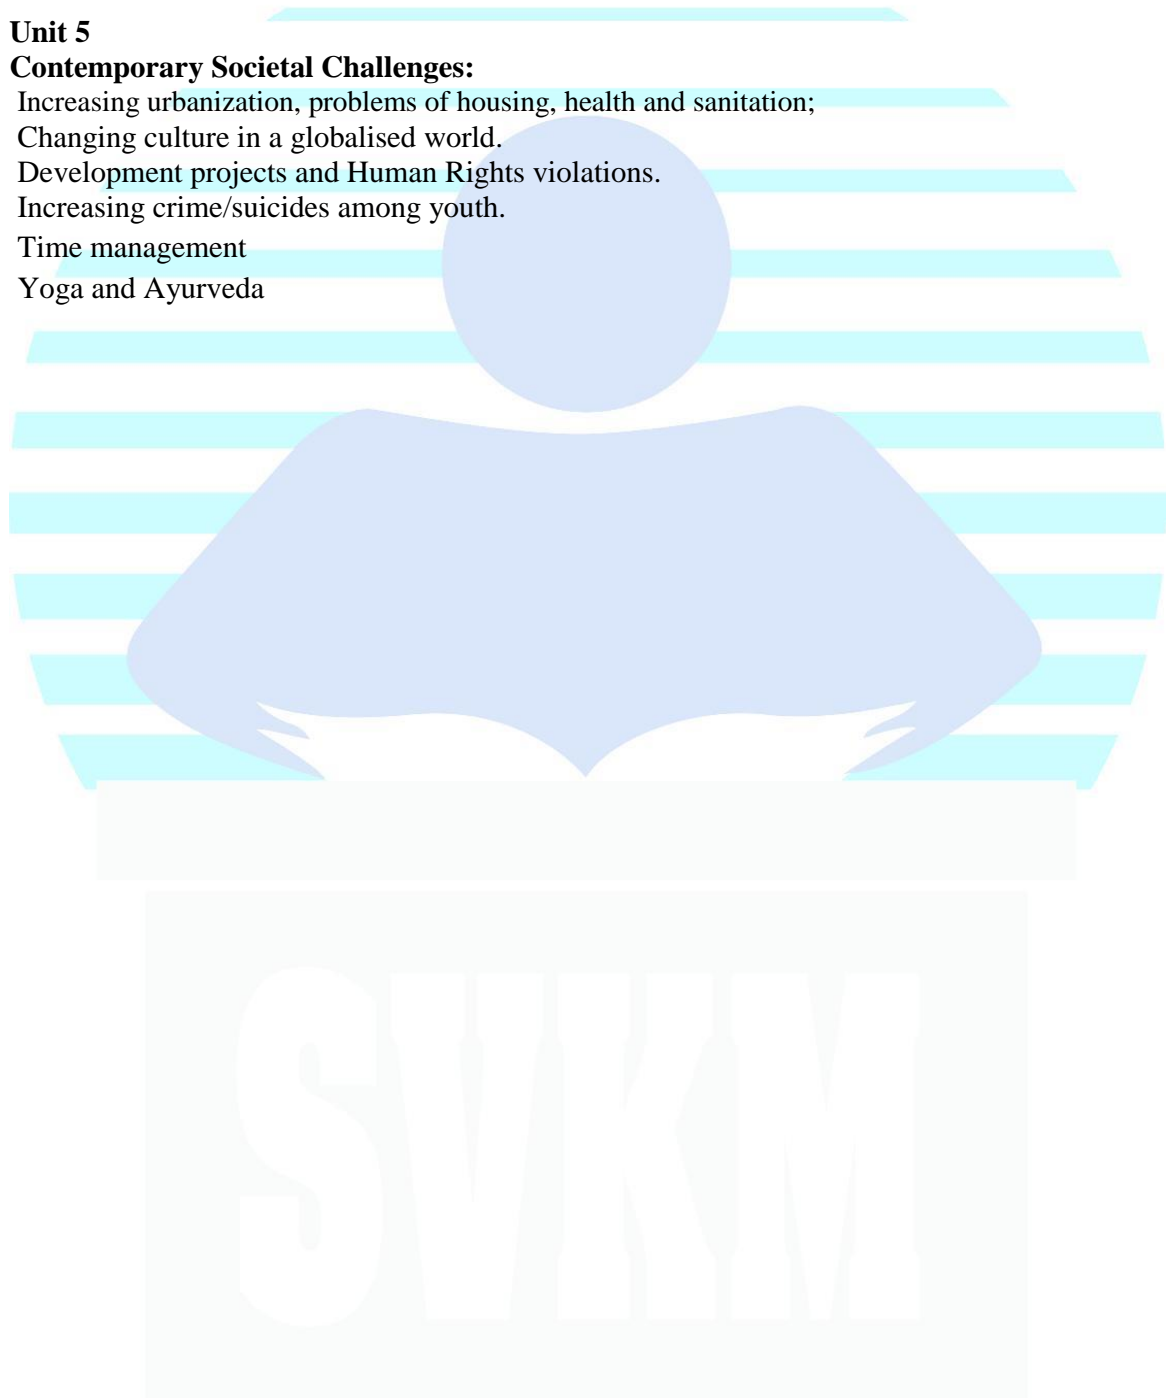 Unit 5
Contemporary Societal Challenges:
Increasing urbanization, problems of housing, health and sanitation;
Changing culture in a globalised world.
Development projects and Human Rights violations.
Increasing crime/suicides among youth.
Time management
Yoga and Ayurveda
SVKM